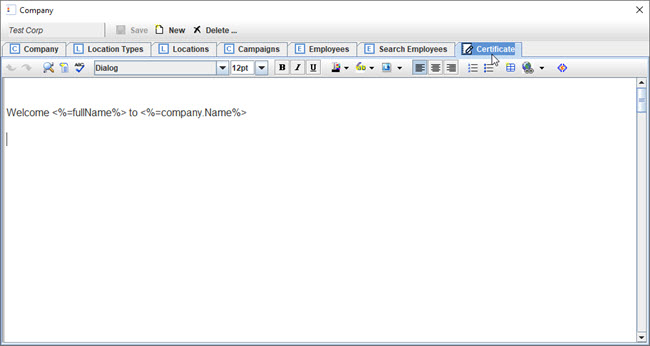 Company
Test Corp Save New Delete ...
C Company L Location Types L Locations C Campaigns E Employees E Search Employees Certificate
ABC Dialog 12pt B I U
Welcome <%=fullName%> to <%=company.Name%>